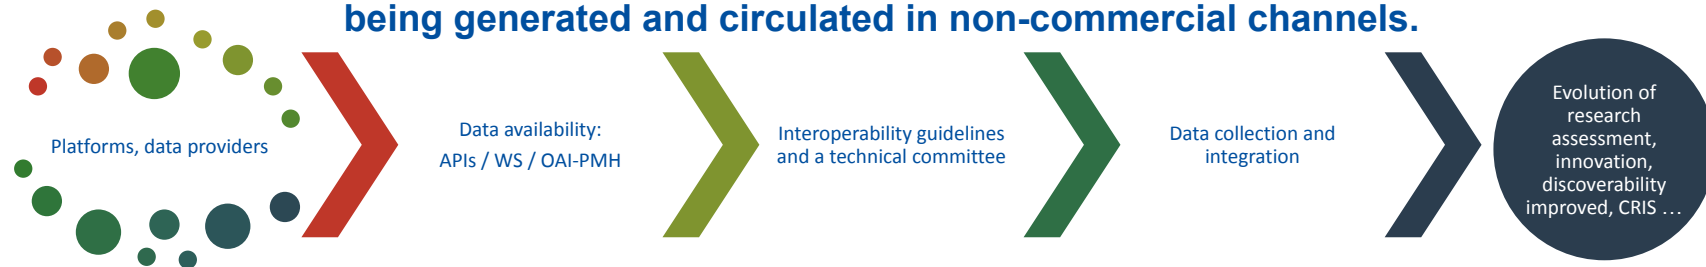 being generated and circulated in non-commercial channels.
Platforms, data providers
Data availability:
APIs / WS / OAI-PMH
Interoperability guidelines
and a technical committee
Data collection and
integration
Evolution of
research
assessment,
innovation,
discoverability
improved, CRIS …